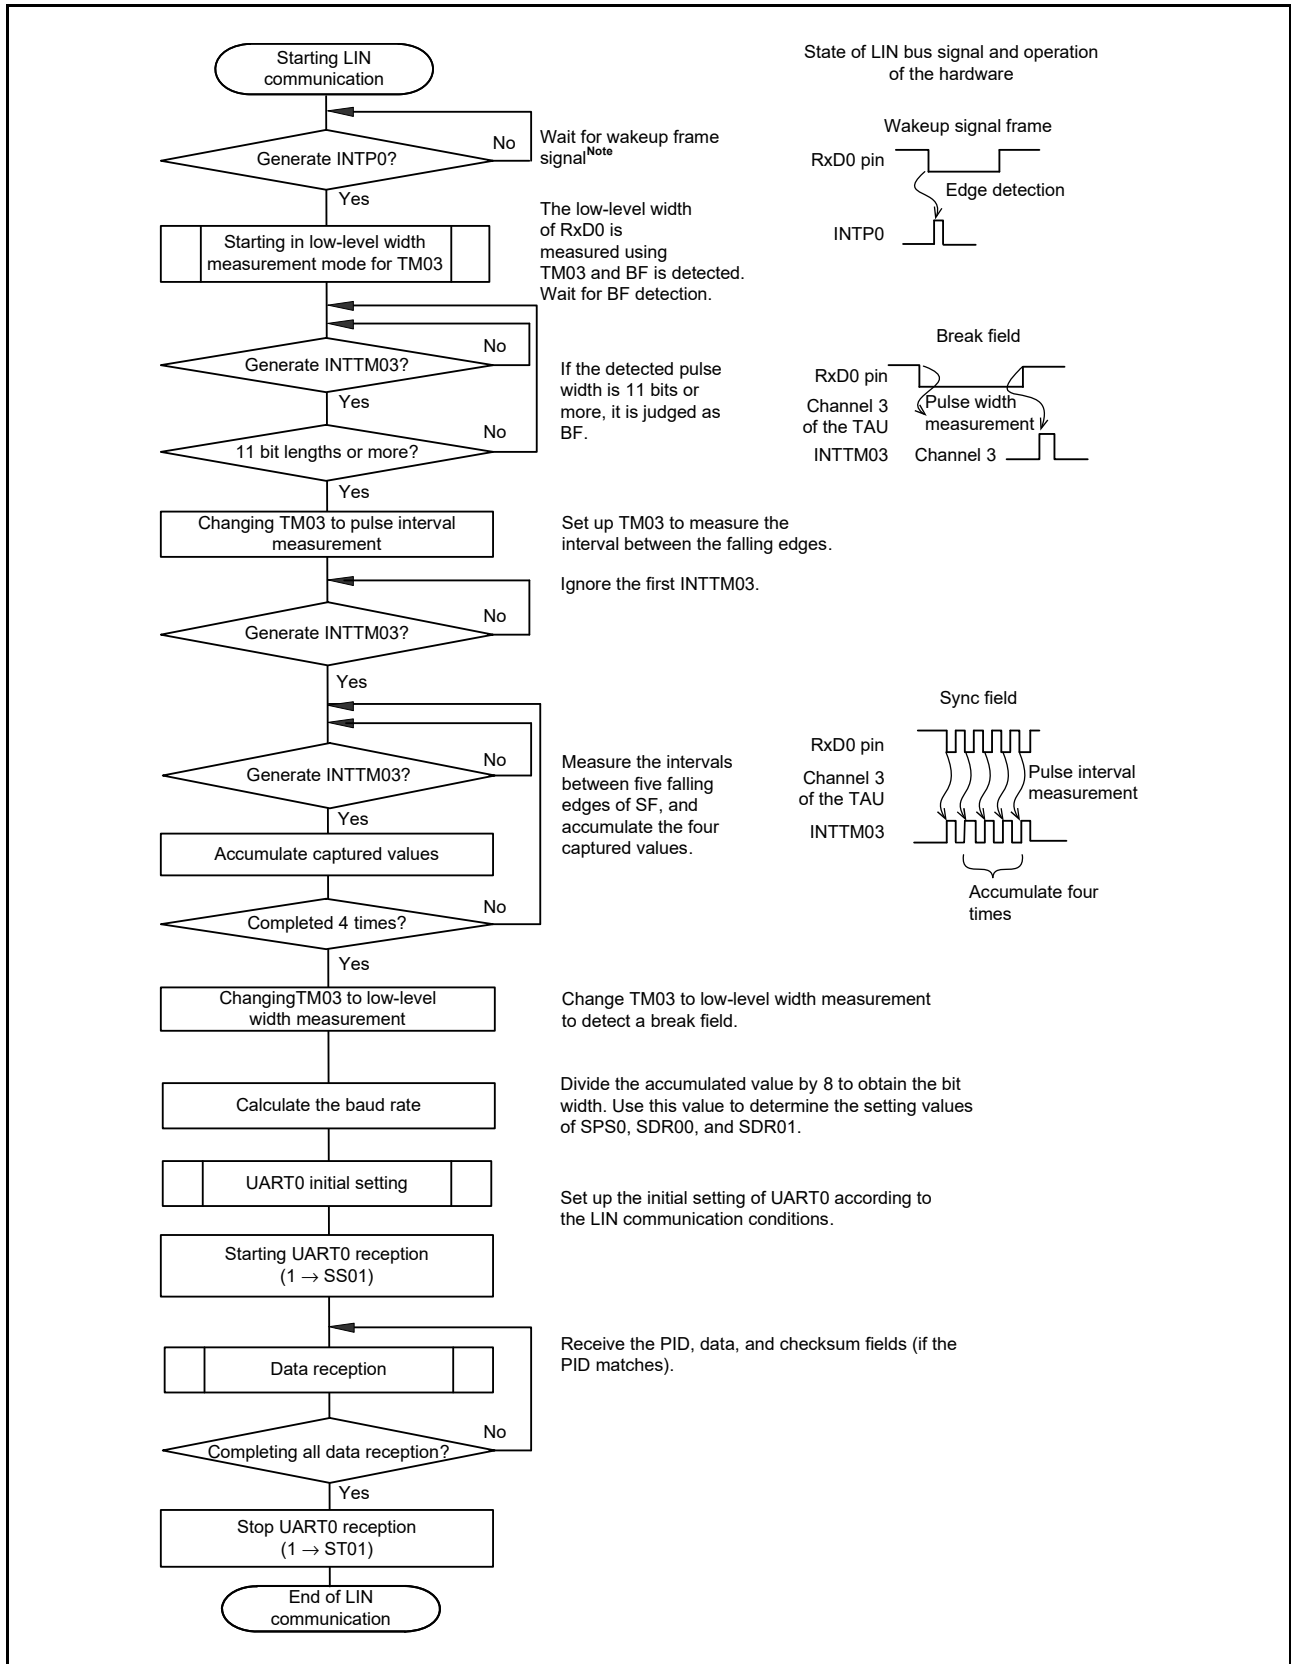 Starting LIN
communication
State of LIN bus signal and operation
of the hardware
Generate INTP0?
No
Yes
Wait for wakeup frame
signalNote
Wakeup signal frame
RxD0 pin
Edge detection
INTP0
Starting in low-level width
measurement mode for TM03
The low-level width
of RxD0 is
measured using
TM03 and BF is detected.
Wait for BF detection.
Generate INTTM03?
No
Yes
11 bit lengths or more?
No
Yes
If the detected pulse
width is 11 bits or
more, it is judged as
BF.
Break field
RxD0 pin
Channel 3
of the TAU
Pulse width
measurement
INTTM03
Channel 3
Changing TM03 to pulse interval
measurement
Set up TM03 to measure the
interval between the falling edges.
Ignore the first INTTM03.
Generate INTTM03?
No
Yes
Generate INTTM03?
No
Yes
Accumulate captured values
Completed 4 times?
No
Yes
Measure the intervals
between five falling
edges of SF, and
accumulate the four
captured values.
Sync field
RxD0 pin
Channel 3
of the TAU
Pulse interval
measurement
INTTM03
Accumulate four
times
ChangingTM03 to low-level
width measurement
Change TM03 to low-level width measurement
to detect a break field.
Calculate the baud rate
Divide the accumulated value by 8 to obtain the bit
width. Use this value to determine the setting values
of SPS0, SDR00, and SDR01.
UART0 initial setting
Set up the initial setting of UART0 according to
the LIN communication conditions.
Starting UART0 reception
(1 → SS01)
Data reception
Receive the PID, data, and checksum fields (if the
PID matches).
Completing all data reception?
No
Yes
Stop UART0 reception
(1 → ST01)
End of LIN
communication